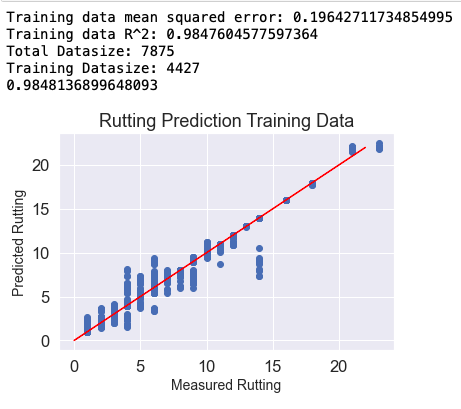 Training data mean squared error: 0.19642711734854995
Training data R^2: 0.9847604577597364
Total Datasize: 7875
Training Datasize: 4427
0.9848136899648093
Rutting Prediction Training Data
Predicted Rutting
20
15
10
5
0
0 5 10 15 20
Measured Rutting